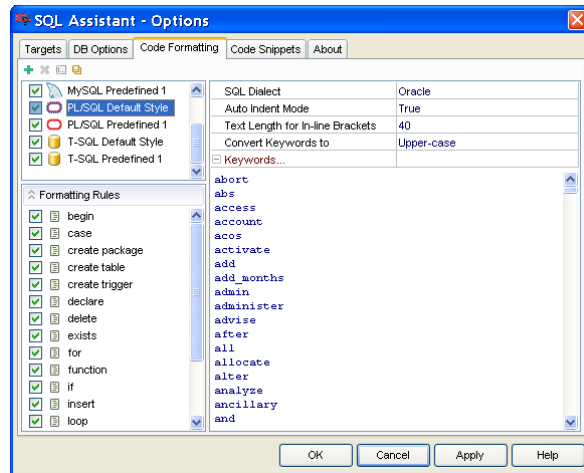 SQL Assistant - Options
Targets DB Options Code Formatting Code Snippets About
MySQL Predefined 1
PL/SQL Default Style
PL/SQL Predefined 1
T-SQL Default Style
T-SQL Predefined 1
Formatting Rules
begin
case
create package
create table
create trigger
declare
delete
exists
for
function
if
insert
loop
SQL Dialect Oracle
Auto Indent Mode True
Text Length for In-line Brackets 40
Convert Keywords to Upper-case
Keywords...
abort
abs
access
account
acos
activate
add
add_months
admin
administer
advise
after
all
allocate
alter
analyze
ancillary
and
OK Cancel Apply Help